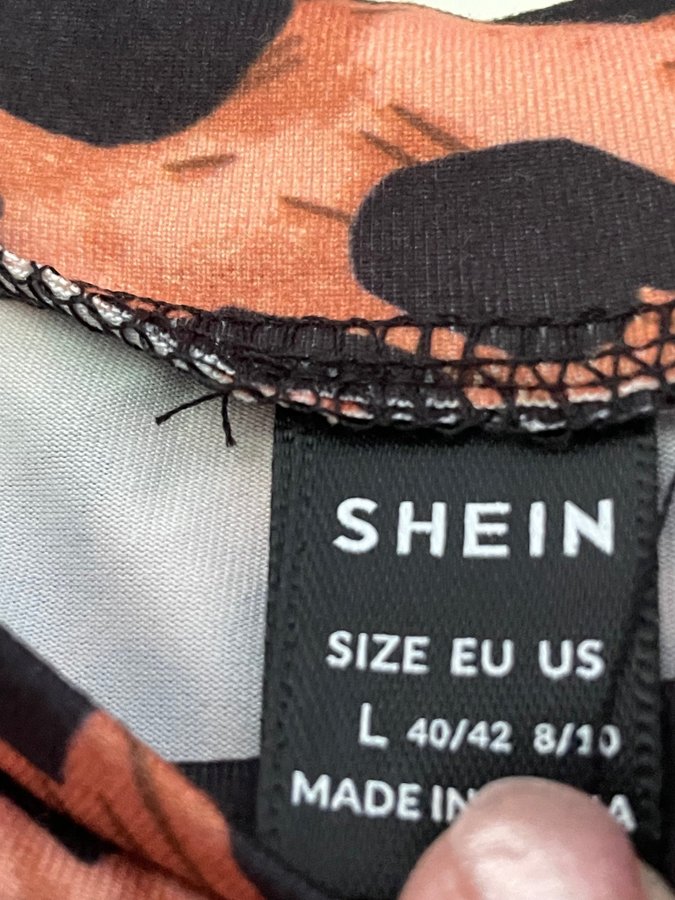 SHEIN
SIZE EU US
L 40/42 8/10
MADE IN